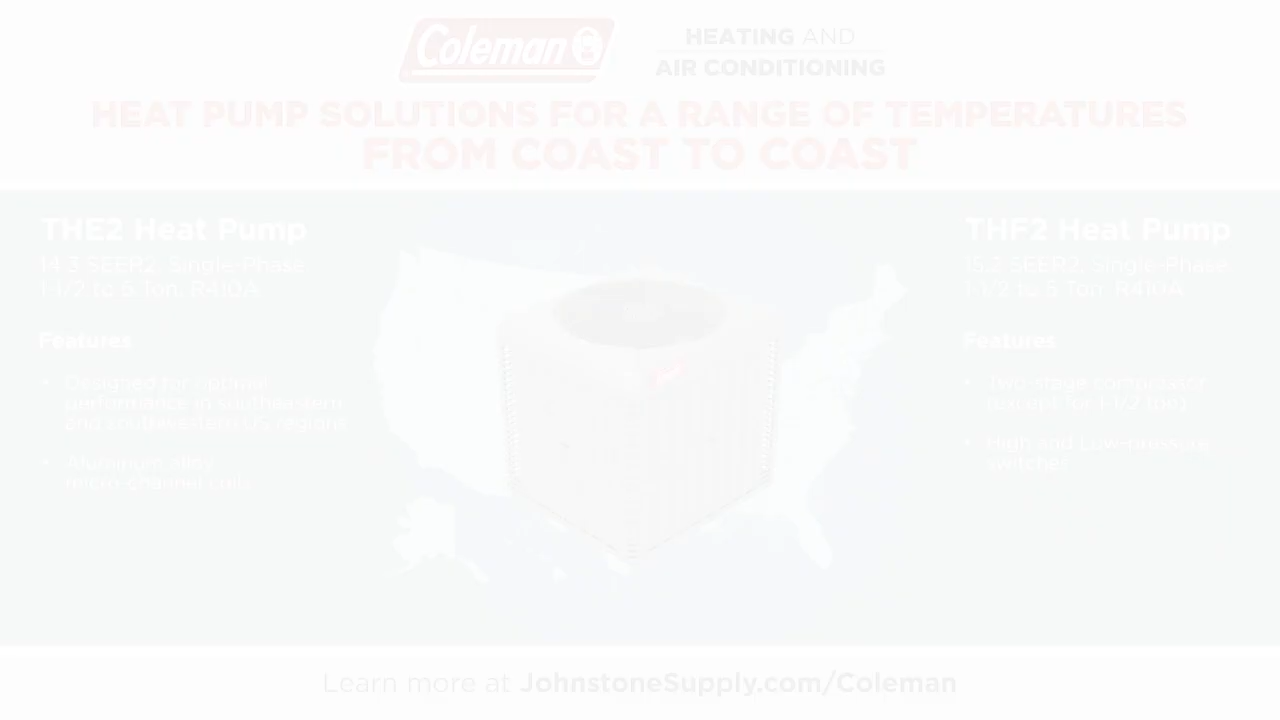 Coleman
HEATING AND
AIR CONDITIONING
HEAT PUMP SOLUTIONS FOR A RANGE OF TEMPERATURES
FROM COAST TO COAST
THE2 Heat Pump
14.3 SEER2, Single-Phase
1-1/2 to 5 Ton, R410A
Features
• Designed for optimal
performance in southeastern
and southwestern US regions
• Aluminum alloy
micro-channel coils
THF2 Heat Pump
15.2 SEER2, Single-Phase
1-1/2 to 5 Ton, R410A
Features
• Two-stage compressor
(except for 1-1/2 ton)
• High and Low-pressure
switches
Learn more at JohnstoneSupply.com/Coleman